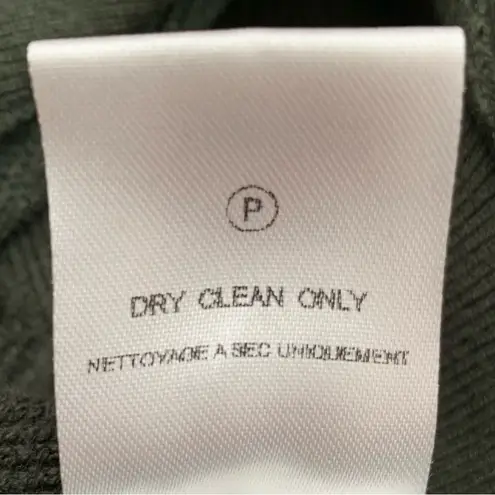 P
DRY CLEAN ONLY
NETTOYAGE A SEC UNIQUEMENT